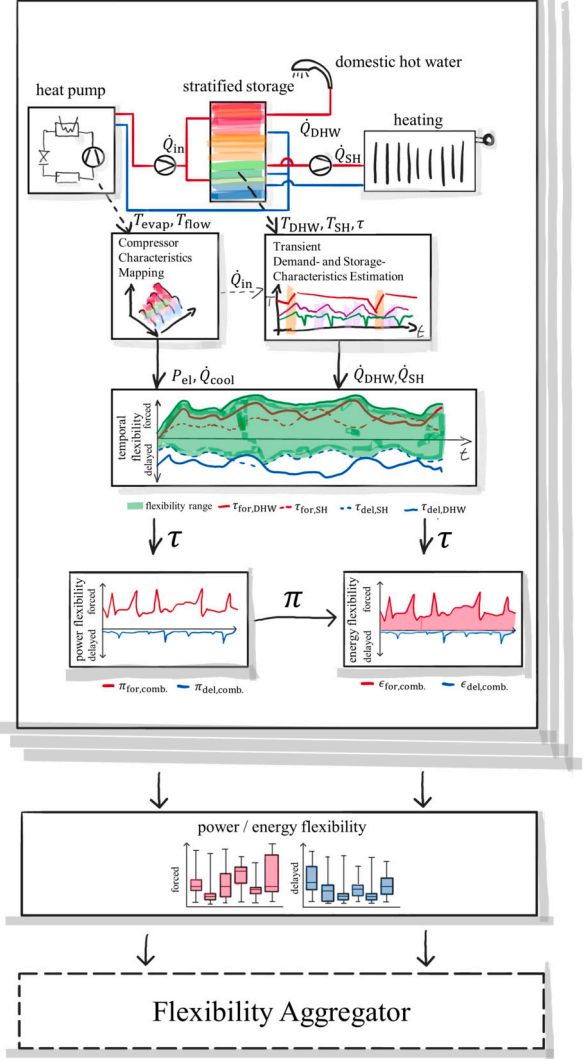 domestic hot water
heat pump
stratified storage
heating
Q̇in
Q̇DHW
Q̇SH
Tevap, Tflow
TDHW, TSH, τ
Compressor
Characteristics
Mapping
Q̇in
Transient
Demand- and Storage-
Characteristics Estimation
T
t
Pel, Q̇cool
Q̇DHW, Q̇SH
temporal
flexibility
delayed forced
t
flexibility range τfor,DHW τfor,SH τdel,SH τdel,DHW
τ
τ
power flexibility
delayed forced
π
energy flexibility
delayed forced
πfor,comb. πdel,comb.
ϵfor,comb. ϵdel,comb.
power / energy flexibility
forced
delayed
Flexibility Aggregator